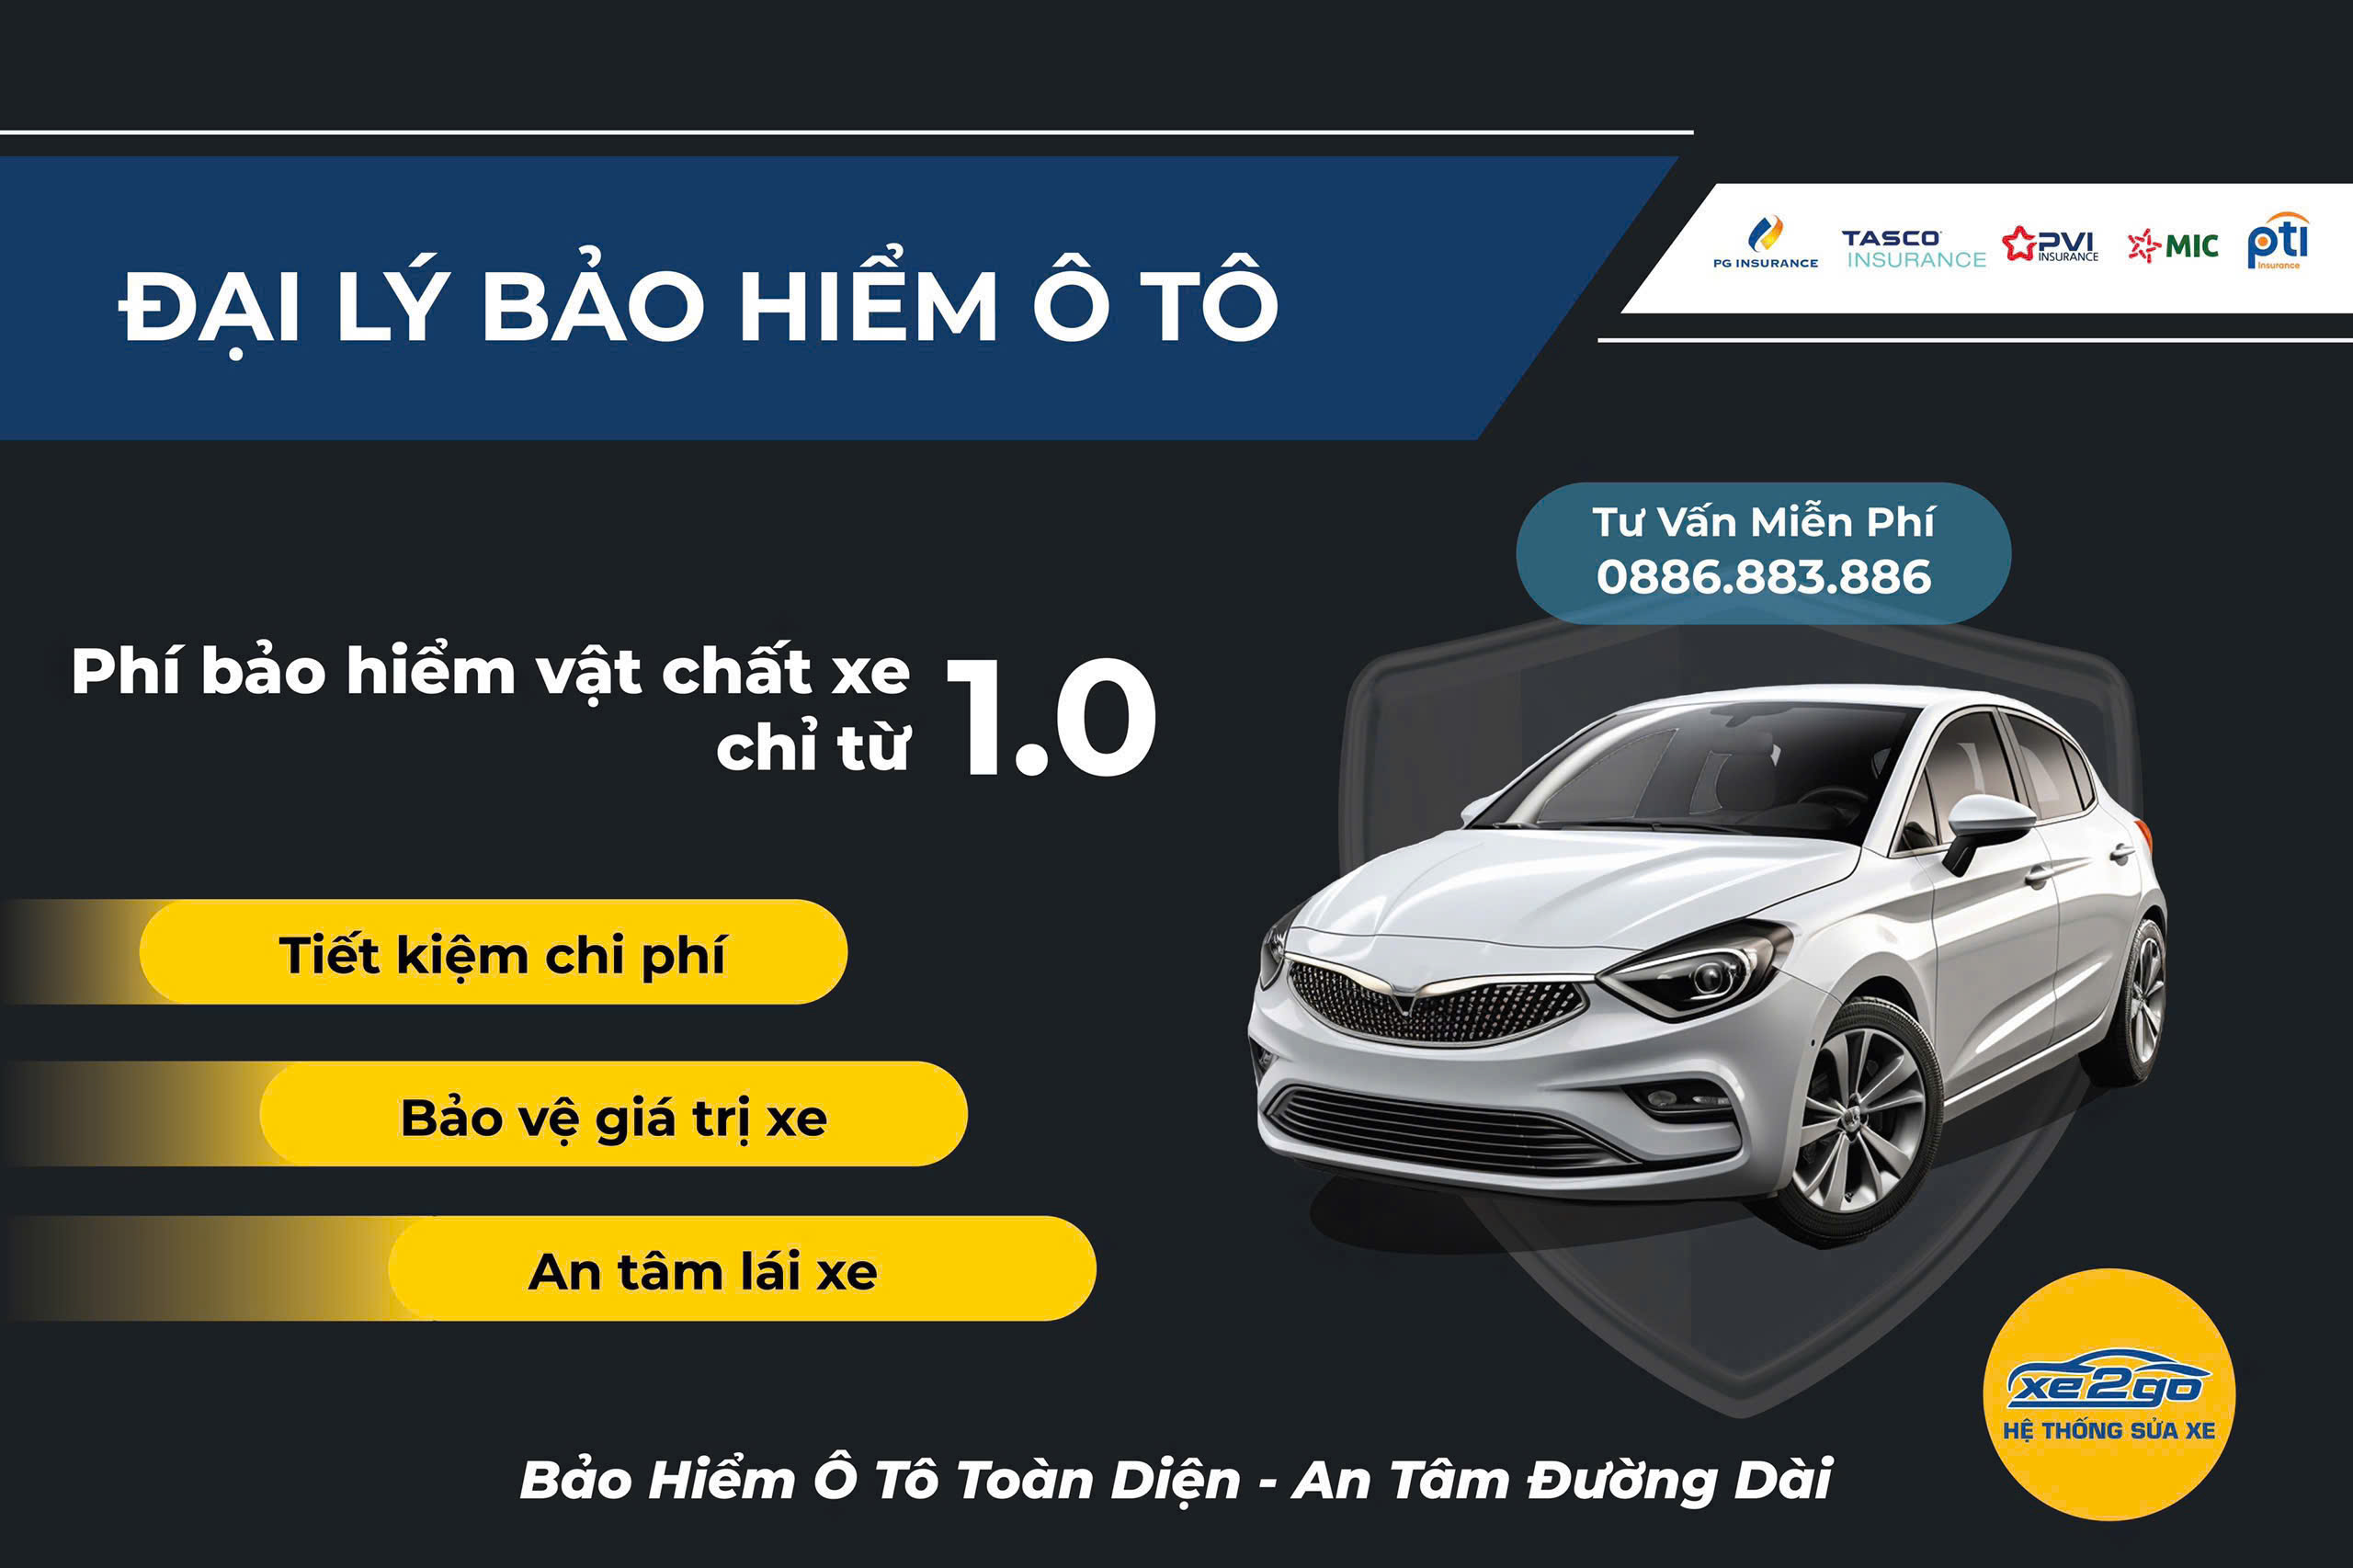 ĐẠI LÝ BẢO HIỂM Ô TÔ
PG INSURANCE
TASCO
INSURANCE
PVI
INSURANCE
MIC
pti
Insurance
Tư Vấn Miễn Phí
0886.883.886
Phí bảo hiểm vật chất xe
chỉ từ 1.0
Tiết kiệm chi phí
Bảo vệ giá trị xe
An tâm lái xe
xe2go
HỆ THỐNG SỬA XE
Bảo Hiểm Ô Tô Toàn Diện - An Tâm Đường Dài